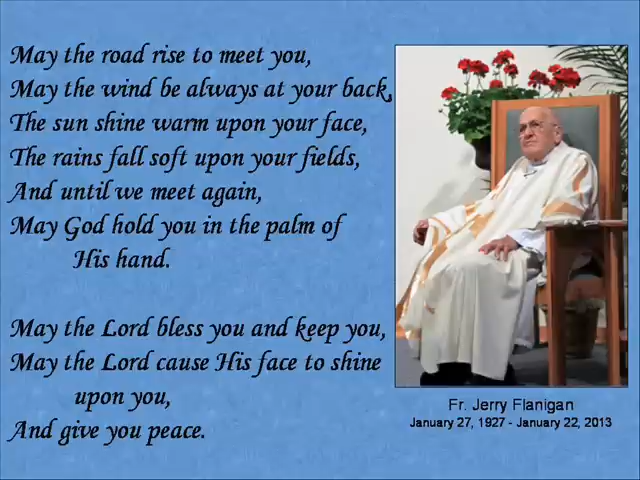 May the road rise to meet you,
May the wind be always at your back,
The sun shine warm upon your face,
The rains fall soft upon your fields,
And until we meet again,
May God hold you in the palm of
His hand.
May the Lord bless you and keep you,
May the Lord cause His face to shine
upon you,
And give you peace.
Fr. Jerry Flanigan
January 27, 1927 - January 22, 2013